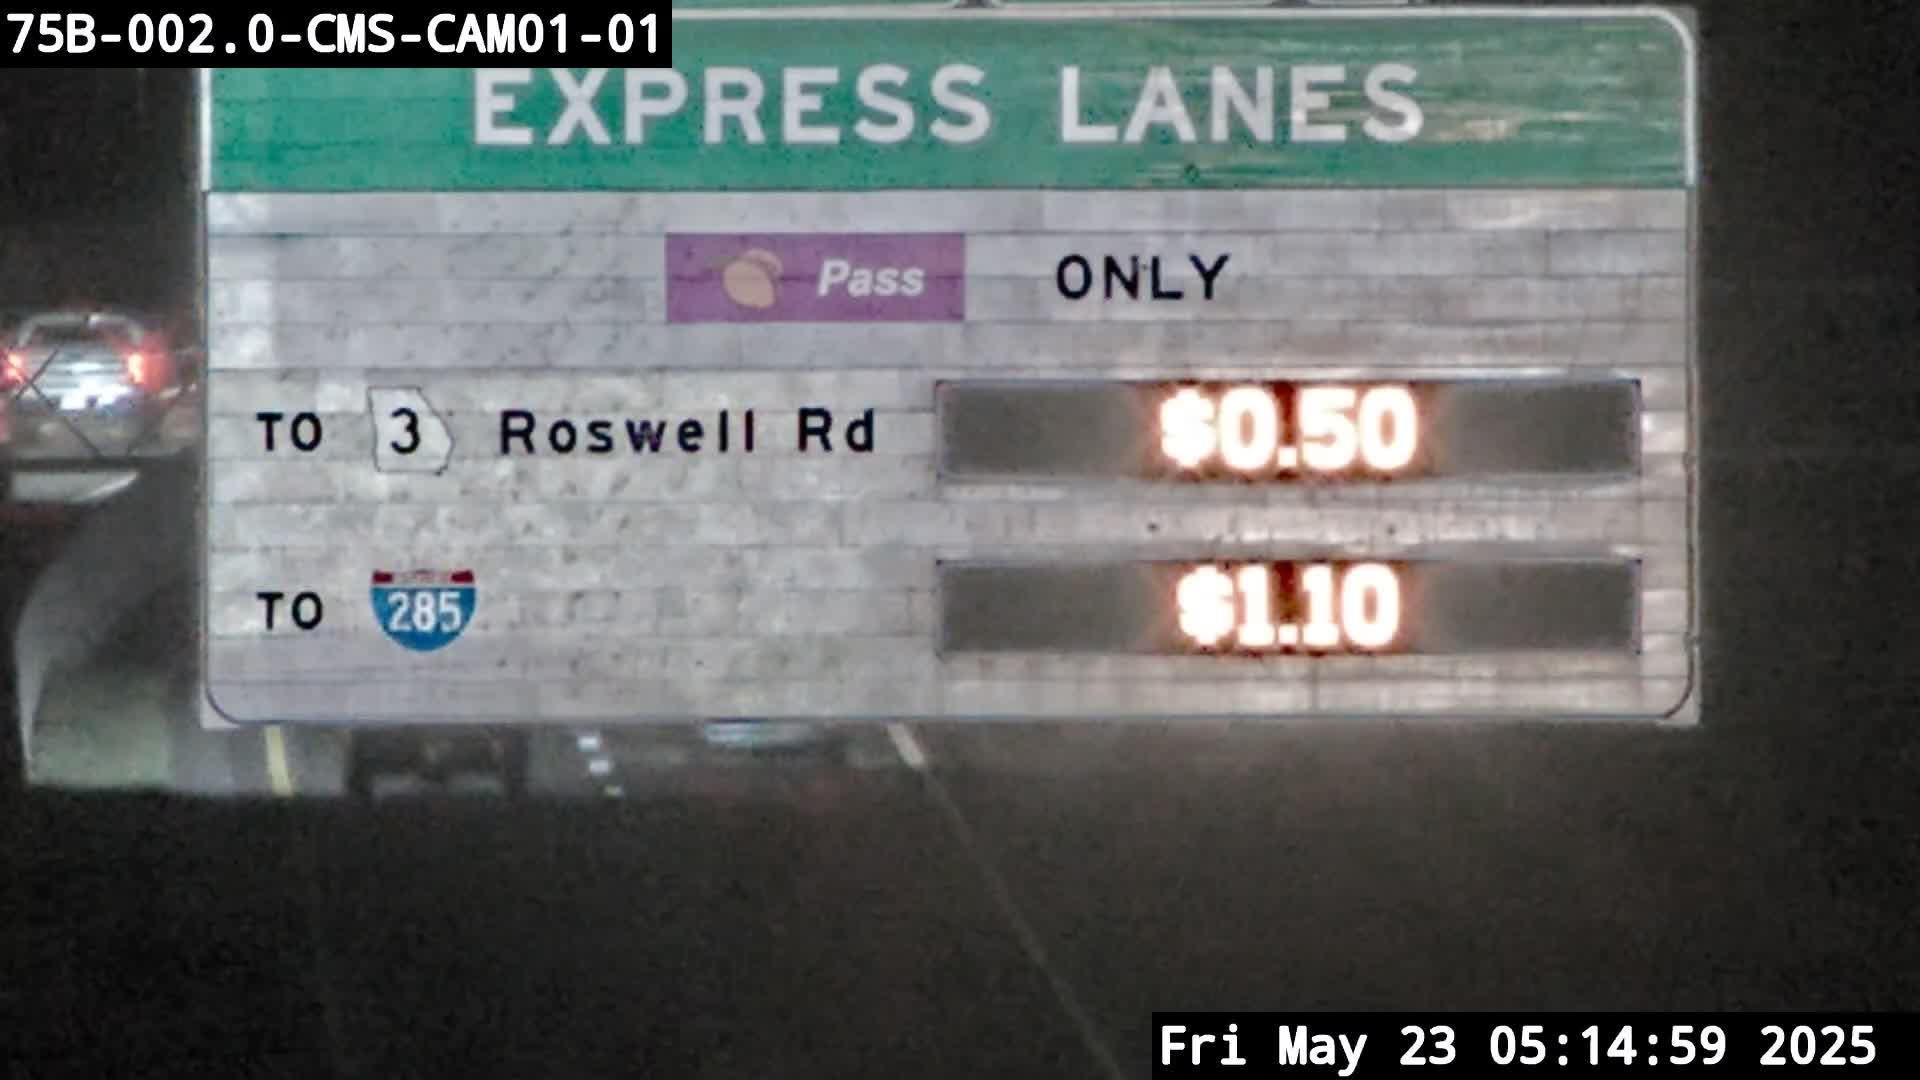 75B-002.0-CMS-CAM01-01
EXPRESS LANES
Pass ONLY
TO 3 Roswell Rd $0.50
TO 285 $1.10
Fri May 23 05:14:59 2025